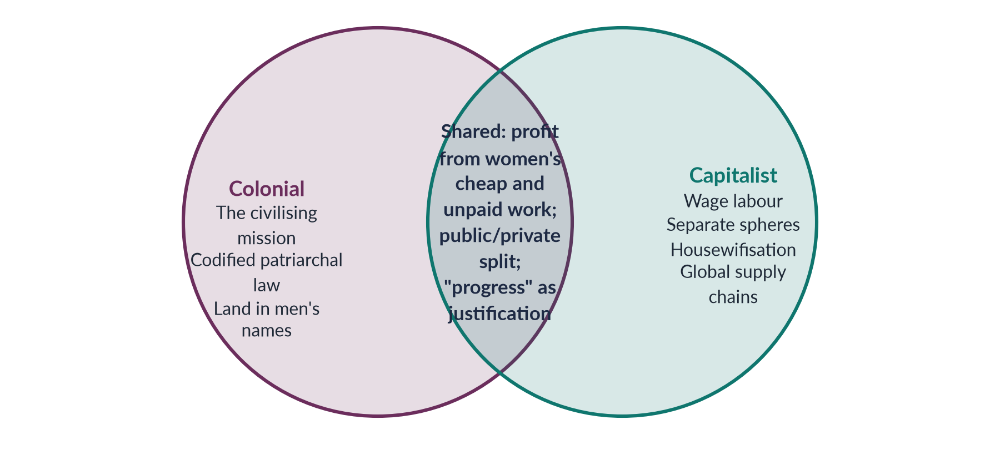 Colonial
The civilising
mission
Codified patriarchal
law
Land in men's
names
Shared: profit
from women's
cheap and
unpaid work;
public/private
split;
"progress" as
justification
Capitalist
Wage labour
Separate spheres
Housewifisation
Global supply
chains